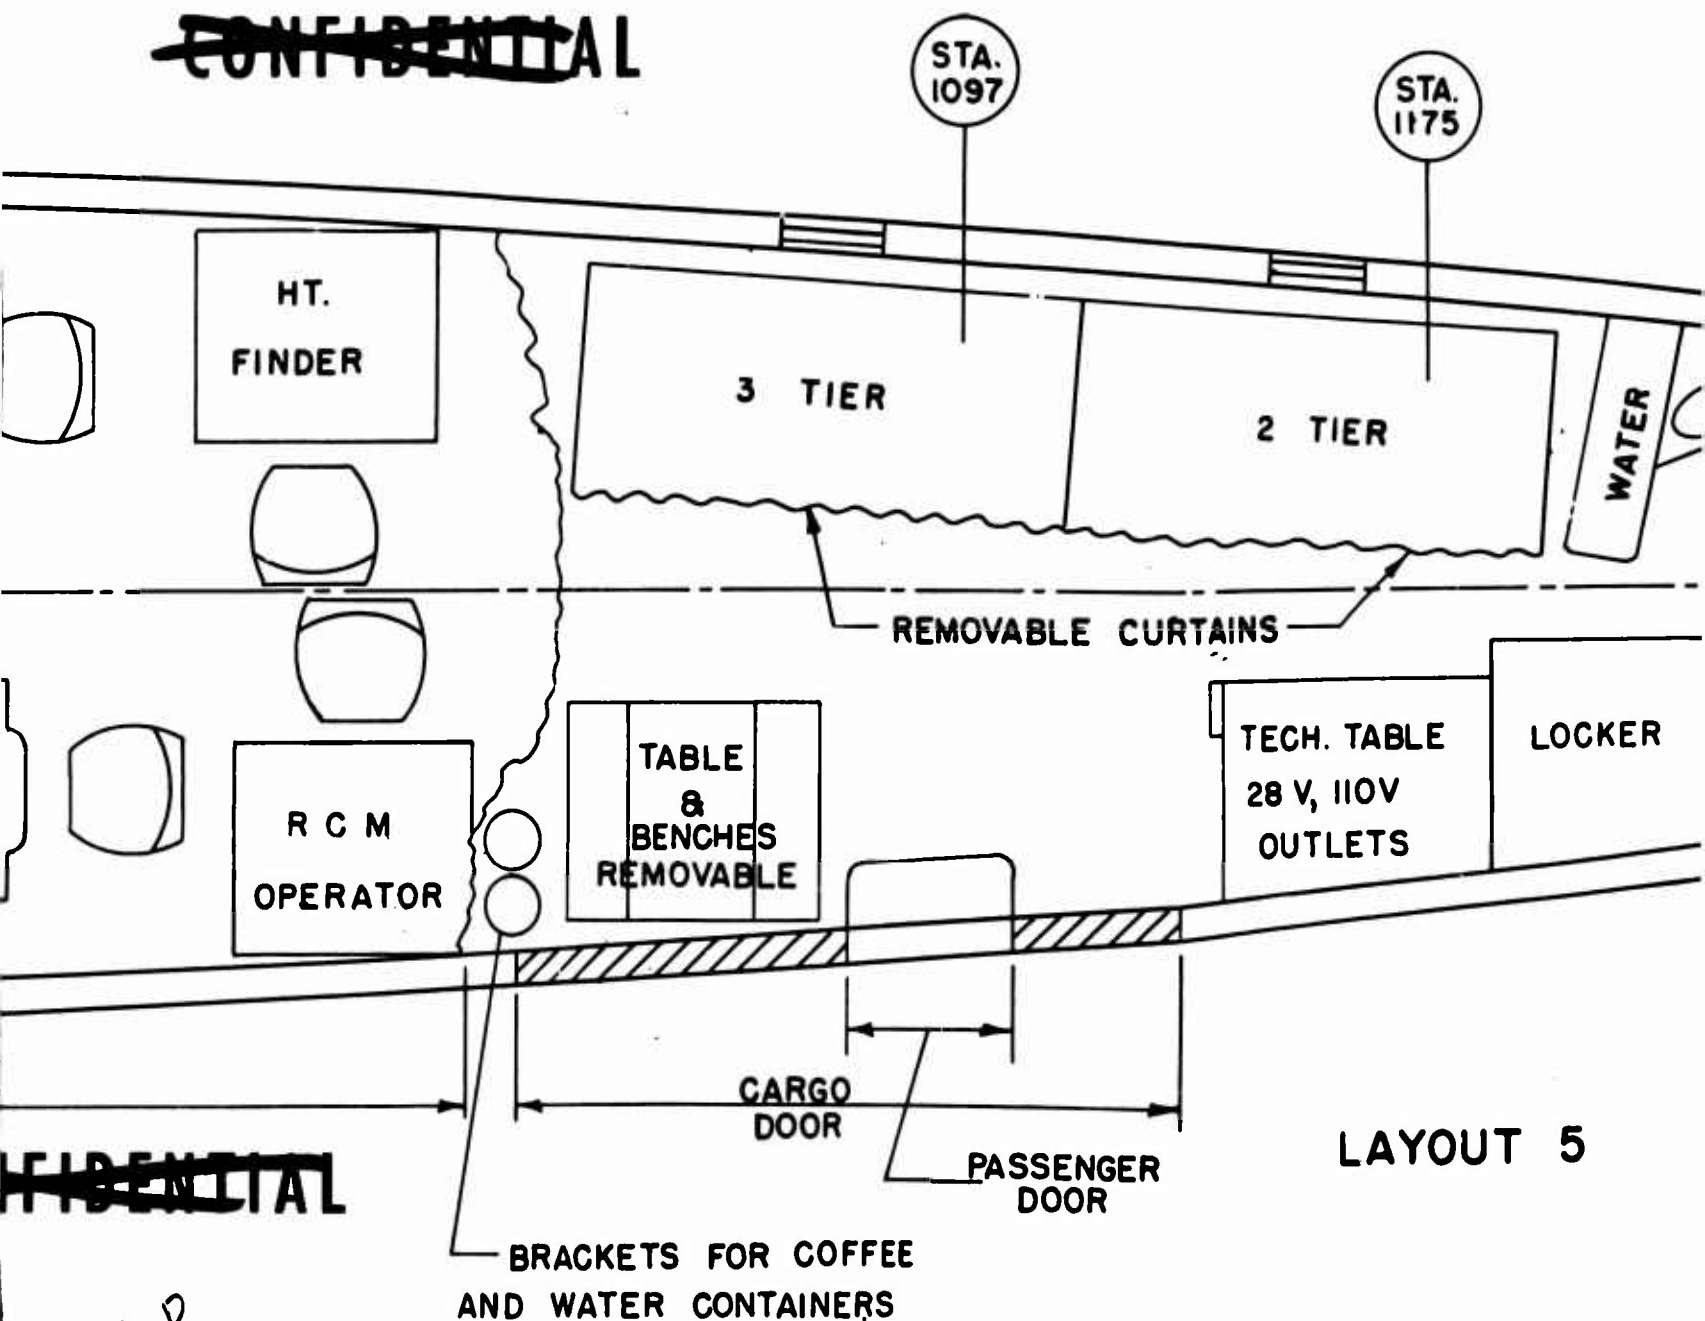 CONFIDENTIAL
STA.
1097
STA.
1175
HT.
FINDER
3 TIER
2 TIER
WATER
REMOVABLE CURTAINS
TABLE
&
BENCHES
REMOVABLE
TECH. TABLE
28 V, 110V
OUTLETS
LOCKER
R C M
OPERATOR
CARGO
DOOR
PASSENGER
DOOR
LAYOUT 5
NFIDENTIAL
BRACKETS FOR COFFEE
AND WATER CONTAINERS